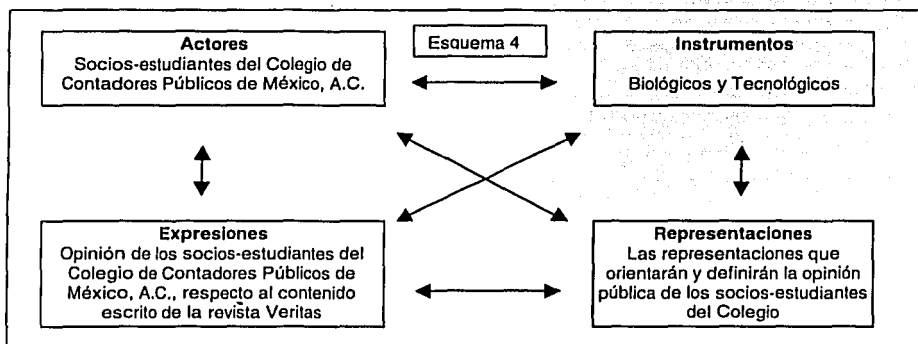 Actores
Socios-estudiantes del Colegio de
Contadores Públicos de México, A.C.
Esquema 4
Instrumentos
Biológicos y Tecnológicos
Expresiones
Opinión de los socios-estudiantes del
Colegio de Contadores Públicos de
México, A.C., respecto al contenido
escrito de la revista Veritas
Representaciones
Las representaciones que
orientarán y definirán la opinión
pública de los socios-estudiantes
del Colegio